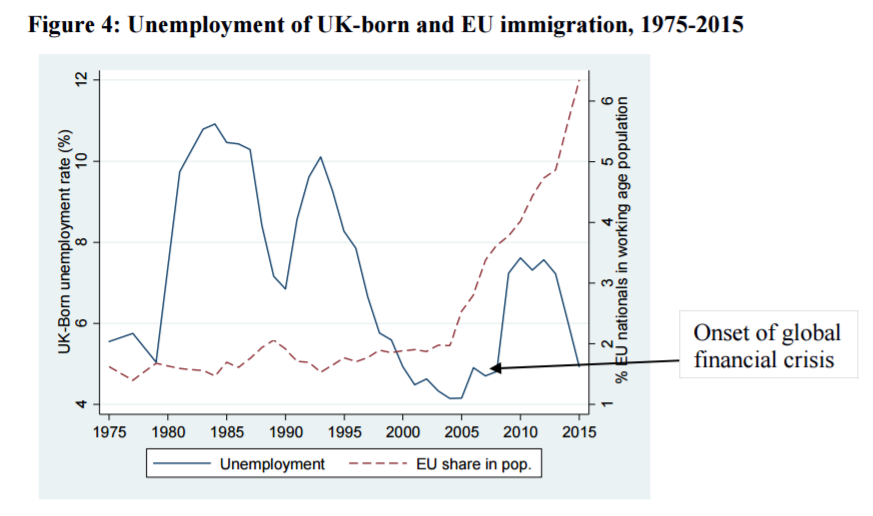 Figure 4: Unemployment of UK-born and EU immigration, 1975-2015
UK-Born unemployment rate (%)
12
10
8
6
4
% EU nationals in working age population
6
5
4
3
2
1
Onset of global
financial crisis
1975 1980 1985 1990 1995 2000 2005 2010 2015
Unemployment EU share in pop.